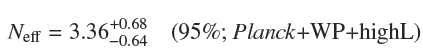 N_eff = 3.36^{+0.68}_{−0.64} (95%; Planck+WP+highL)